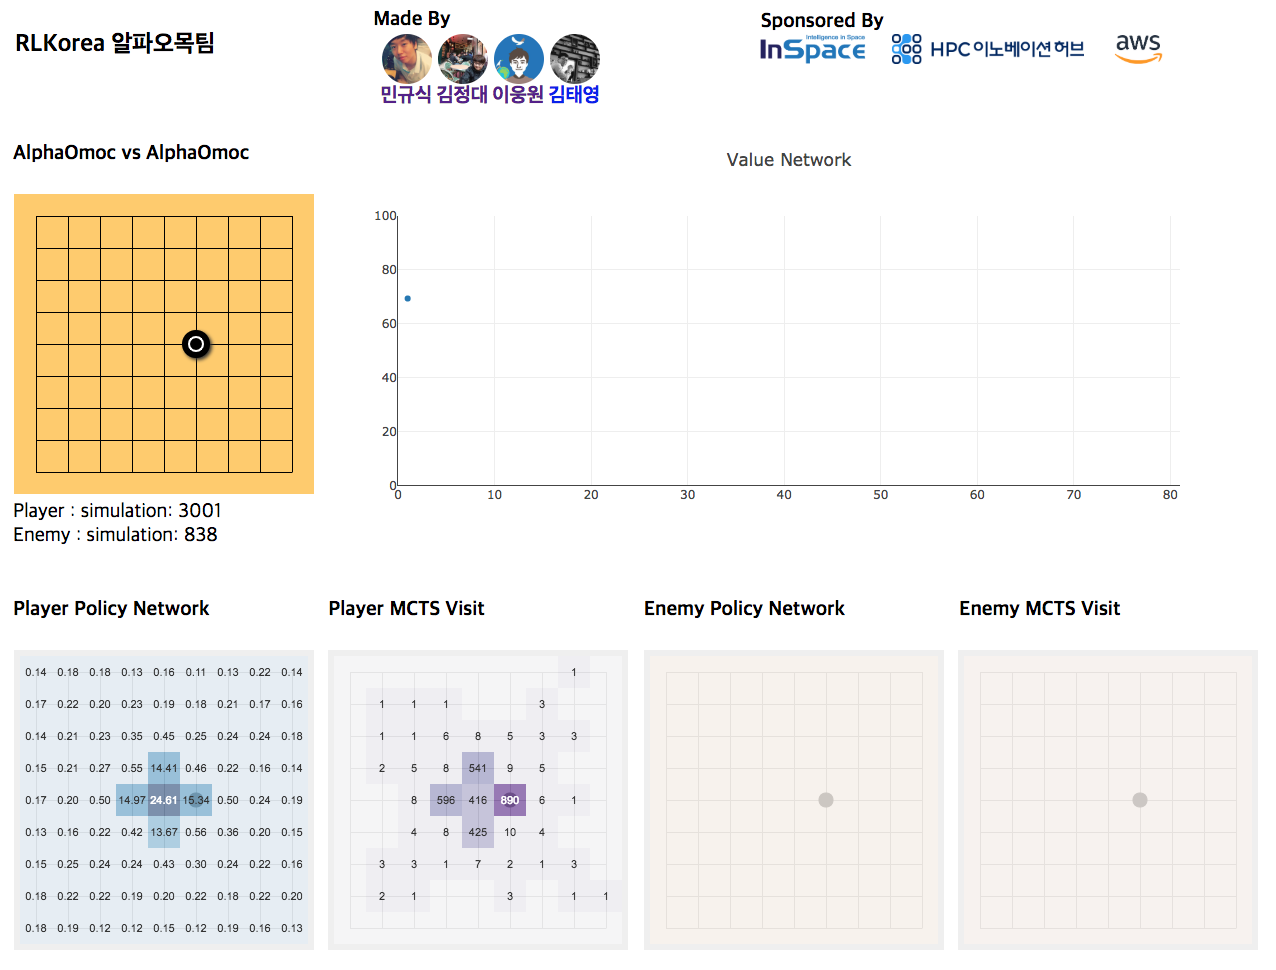 RLKorea 알파오목팀
Made By
민규식 김정대 이웅원 김태영
Sponsored By
Intelligence in Space
InSpace
HPC이노베이션 허브
aws
AlphaOmoc vs AlphaOmoc
Value Network
100
80
60
40
20
0
0 10 20 30 40 50 60 70 80
Player : simulation: 3001
Enemy : simulation: 838
Player Policy Network
0.14 0.18 0.18 0.13 0.16 0.11 0.13 0.22 0.14
0.17 0.22 0.20 0.23 0.19 0.18 0.21 0.17 0.16
0.14 0.21 0.23 0.35 0.45 0.25 0.24 0.24 0.18
0.15 0.21 0.27 0.55 14.41 0.46 0.22 0.16 0.14
0.17 0.20 0.50 14.97 24.61 15.34 0.50 0.24 0.19
0.13 0.16 0.22 0.42 13.67 0.56 0.36 0.20 0.15
0.15 0.25 0.24 0.24 0.43 0.30 0.24 0.22 0.16
0.18 0.22 0.22 0.19 0.20 0.22 0.18 0.22 0.20
0.18 0.19 0.12 0.12 0.15 0.12 0.19 0.16 0.13
Player MCTS Visit
1
1 1 1 3
1 1 6 8 5 3 3
2 5 8 541 9 5
8 596 416 890 6 1
4 8 425 10 4
3 3 1 7 2 1 3
2 1 3 1 1
Enemy Policy Network
Enemy MCTS Visit